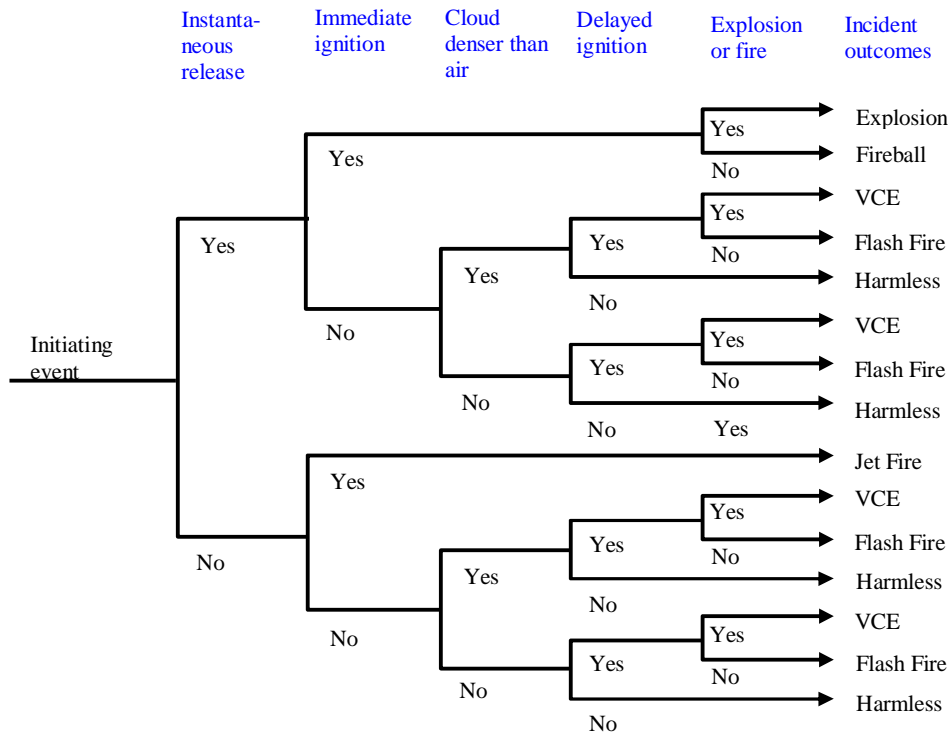 Instanta-
neous
release
Immediate
ignition
Cloud
denser than
air
Delayed
ignition
Explosion
or fire
Incident
outcomes
Explosion
Yes
Yes
Fireball
No
VCE
Yes
Yes
Yes
Flash Fire
No
Yes
Harmless
No
No
VCE
Yes
Initiating
event
Yes
Flash Fire
No
No
Harmless
No
Yes
Jet Fire
Yes
VCE
Yes
Yes
Flash Fire
No
No
Yes
Harmless
No
VCE
No
Yes
Yes
Flash Fire
No
No
Harmless
No